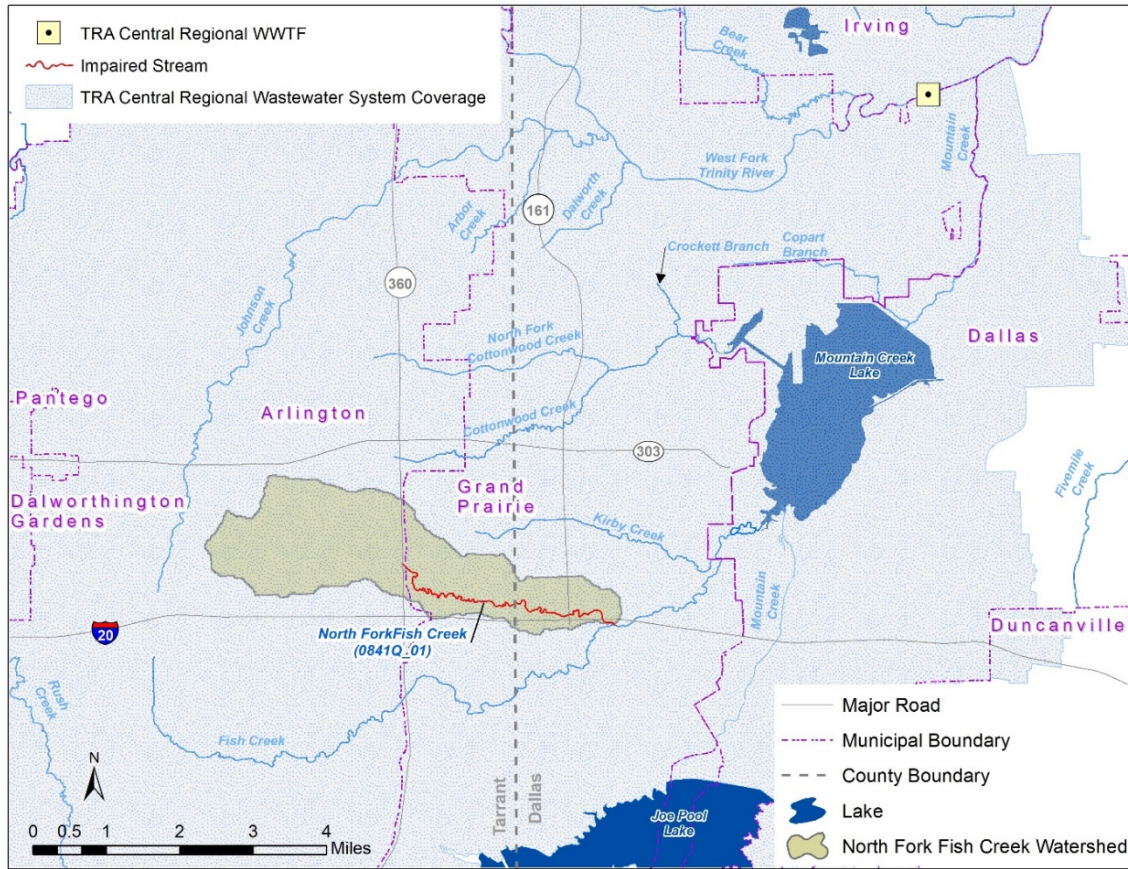 TRA Central Regional WWTF
Impaired Stream
TRA Central Regional Wastewater System Coverage
Irving
Bear
Creek
Mountain
Creek
West Fork
Trinity River
Arbor
Creek
161
Dalworth
Creek
Crockett Branch
Copart
Branch
360
Johnson
Creek
North Fork
Cottonwood Creek
Dallas
Mountain Creek
Lake
Pantego
Arlington
Cottonwood Creek
303
Fivemile
Creek
Dalworthington
Gardens
Grand
Prairie
Kirby Creek
Mountain
Creek
20
North ForkFish Creek
(0841Q_01)
Duncanville
Rush
Creek
Fish Creek
N
0 0.5 1 2 3 4
Miles
Tarrant
Dallas
Joe Pool
Lake
Major Road
Municipal Boundary
County Boundary
Lake
North Fork Fish Creek Watershed